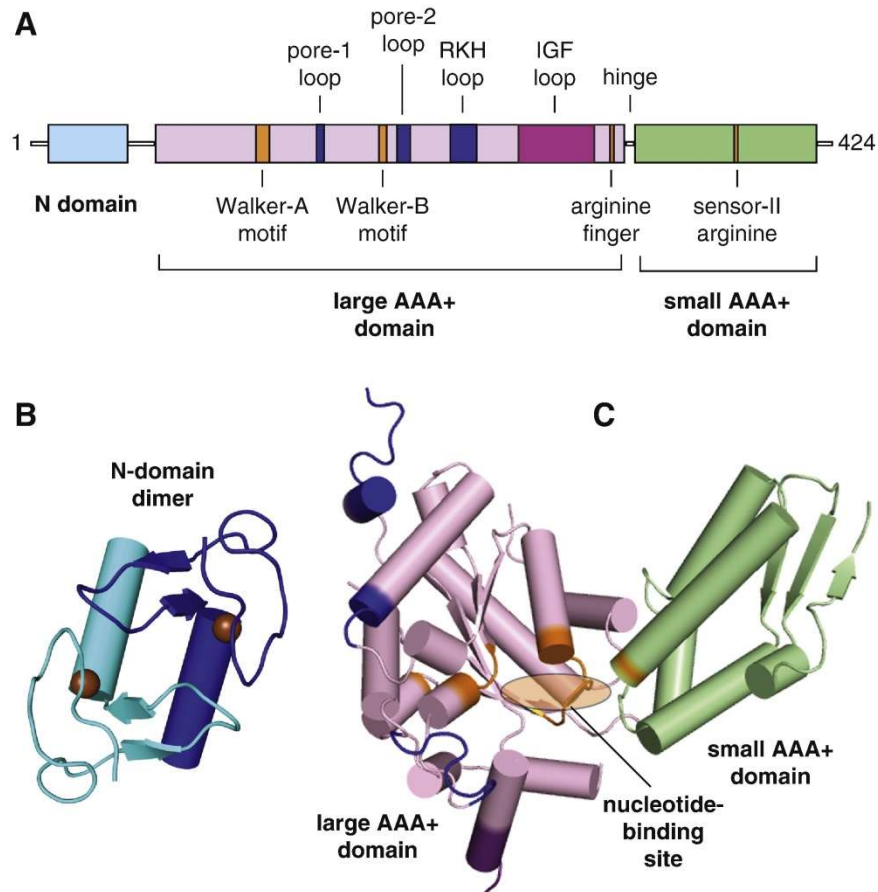 A
pore-1
loop
pore-2
loop
RKH
loop
IGF
loop
hinge
1
424
N domain
Walker-A
motif
Walker-B
motif
arginine
finger
sensor-II
arginine
large AAA+
domain
small AAA+
domain
B
N-domain
dimer
C
large AAA+
domain
nucleotide-
binding
site
small AAA+
domain